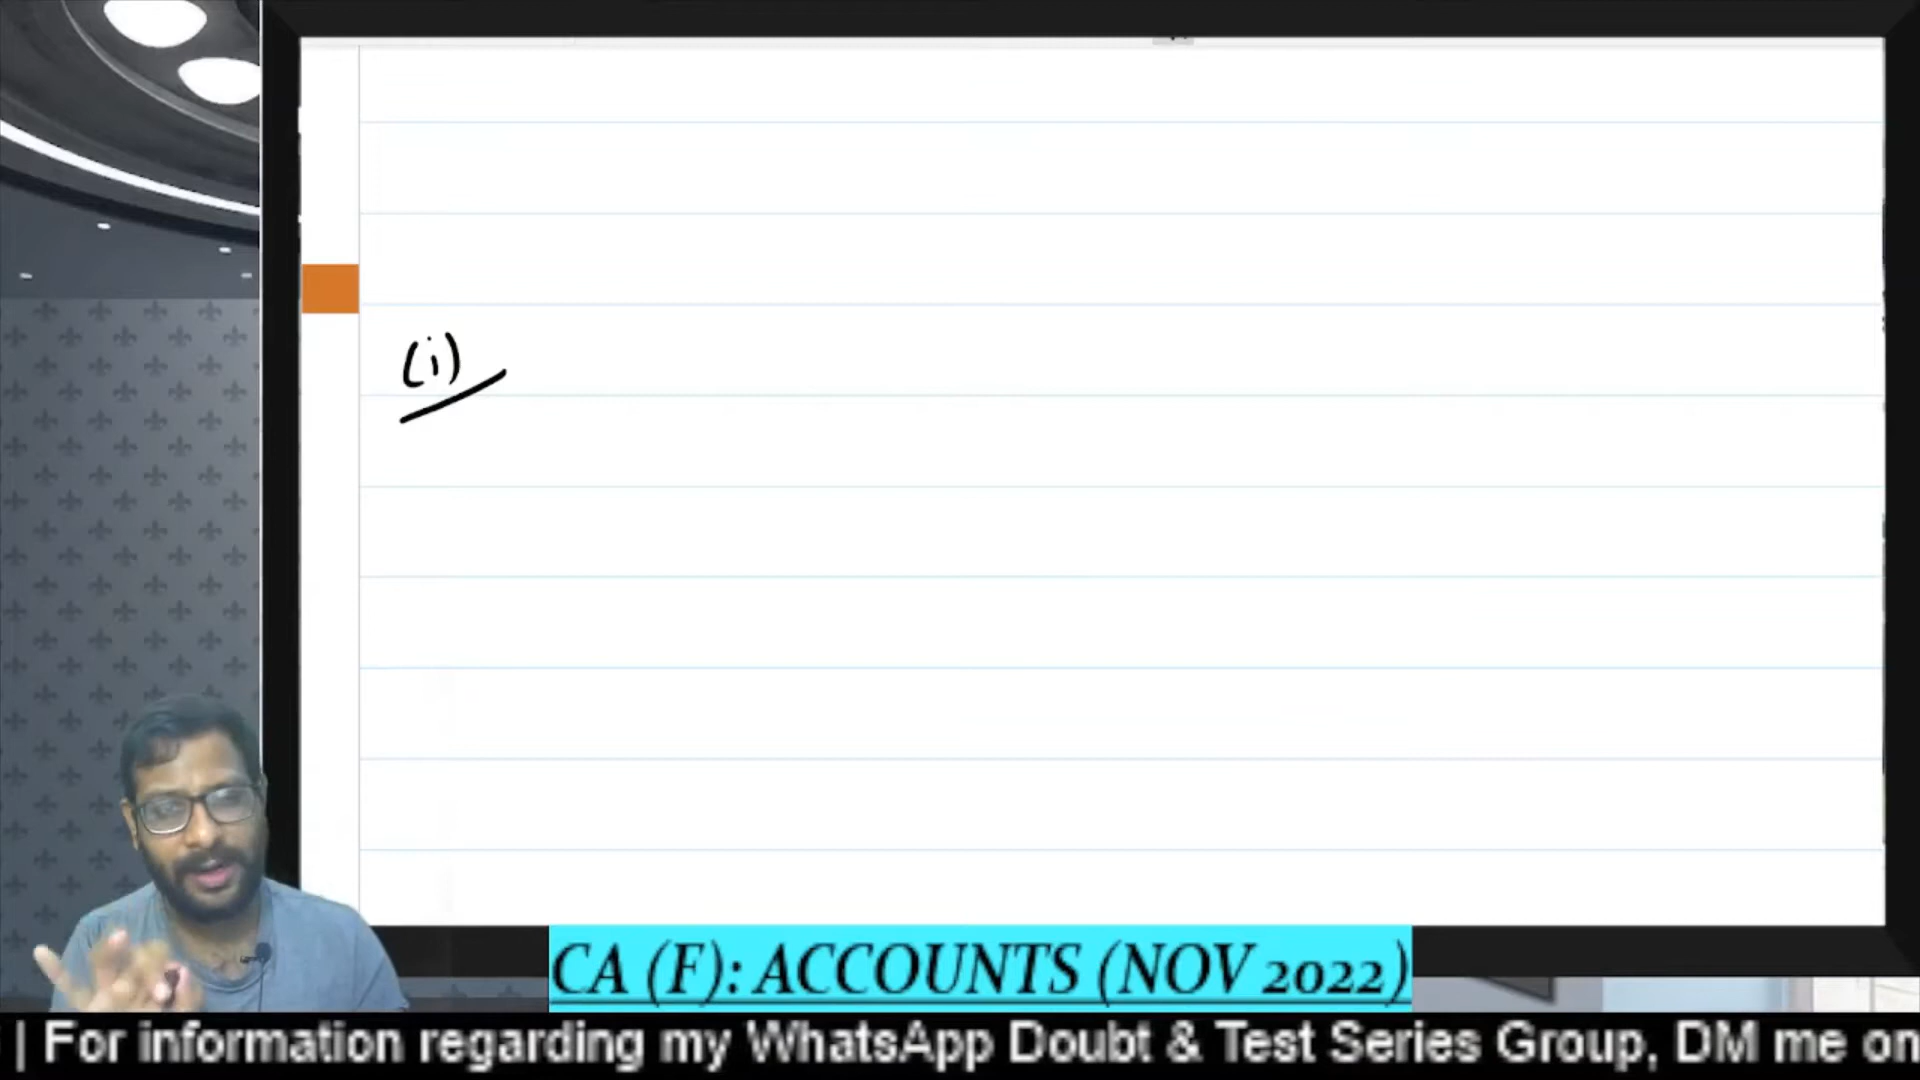 (i)
CA (F): ACCOUNTS (NOV 2022)
| For information regarding my WhatsApp Doubt & Test Series Group, DM me on